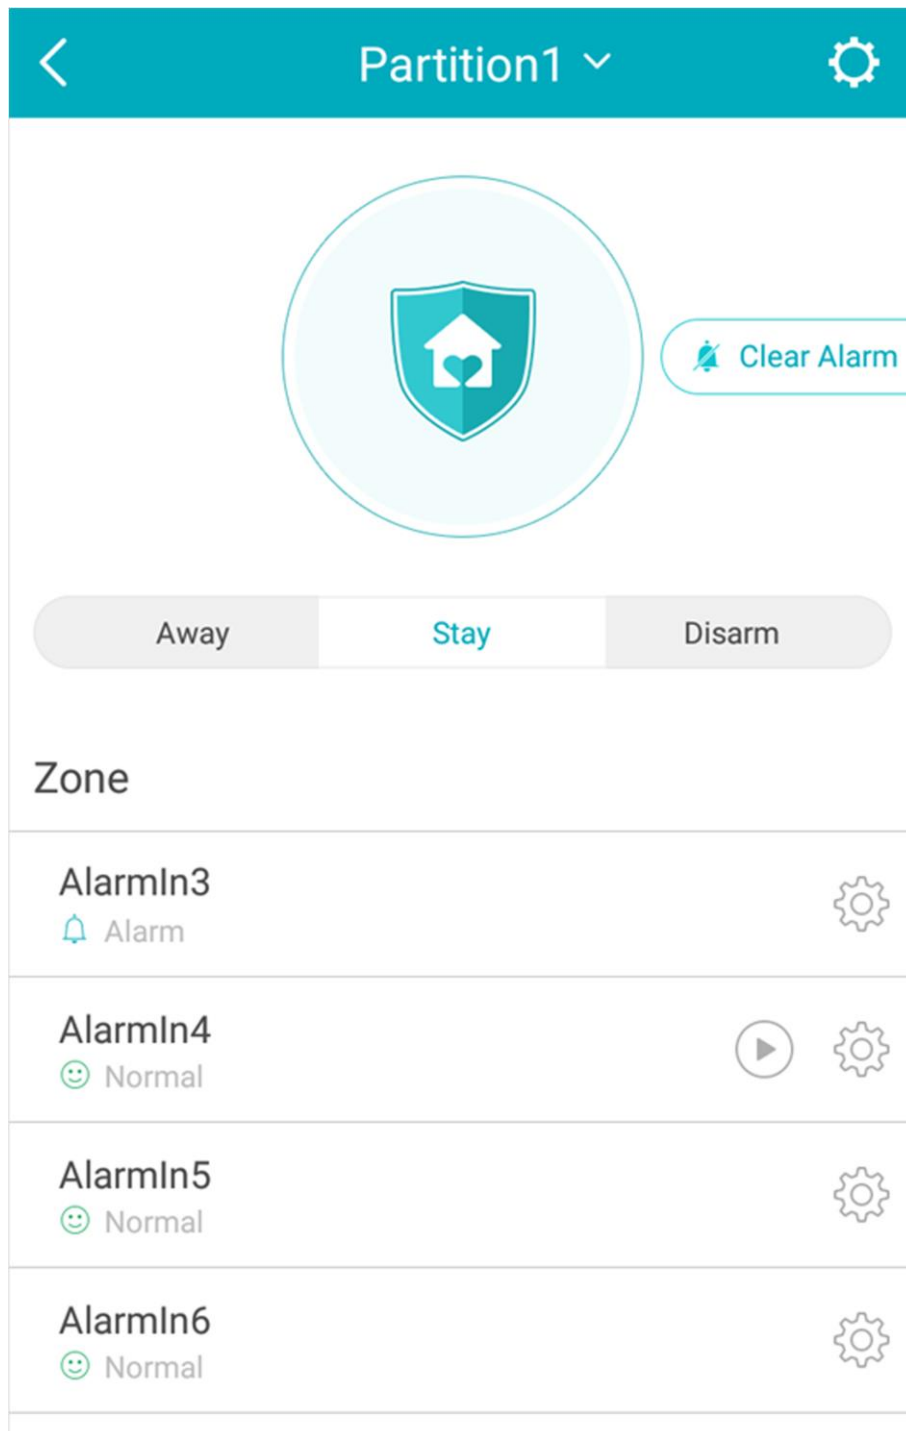 Partition1
Clear Alarm
Away Stay Disarm
Zone
AlarmIn3
Alarm
AlarmIn4
Normal
AlarmIn5
Normal
AlarmIn6
Normal